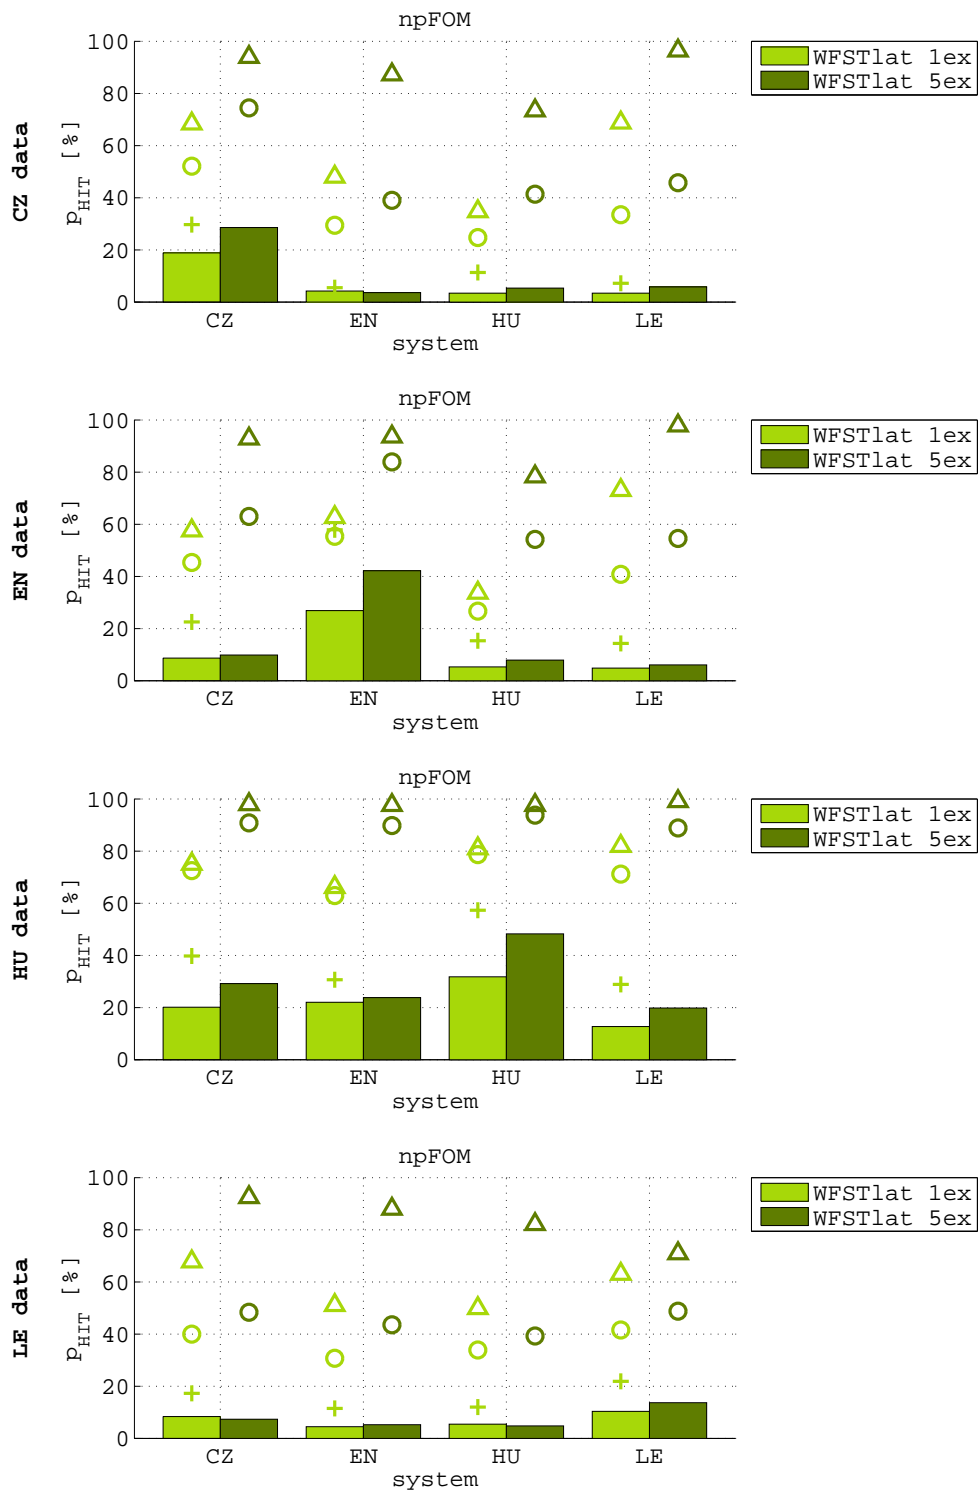 npFOM
CZ data
p_HIT [%]
100
80
60
40
20
0
CZ EN HU LE
system
WFSTlat 1ex
WFSTlat 5ex
npFOM
EN data
p_HIT [%]
100
80
60
40
20
0
CZ EN HU LE
system
WFSTlat 1ex
WFSTlat 5ex
npFOM
HU data
p_HIT [%]
100
80
60
40
20
0
CZ EN HU LE
system
WFSTlat 1ex
WFSTlat 5ex
npFOM
LE data
p_HIT [%]
100
80
60
40
20
0
CZ EN HU LE
system
WFSTlat 1ex
WFSTlat 5ex